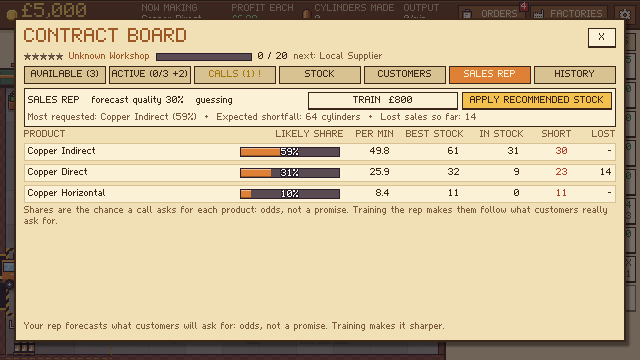 £5,000
NOW MAKING
Copper Direct
PROFIT EACH
CYLINDERS MADE
OUTPUT
ORDERS 4
FACTORIES
CONTRACT BOARD
X
★★★★★ Unknown Workshop 0 / 20 next: Local Supplier
AVAILABLE (3) ACTIVE (0/3 +2) CALLS (1) ! STOCK CUSTOMERS SALES REP HISTORY
SALES REP forecast quality 30% guessing TRAIN £800 APPLY RECOMMENDED STOCK
Most requested: Copper Indirect (59%) • Expected shortfall: 64 cylinders • Lost sales so far: 14
PRODUCT LIKELY SHARE PER MIN BEST STOCK IN STOCK SHORT LOST
Copper Indirect 59% 49.8 61 31 30 -
Copper Direct 31% 25.9 32 9 23 14
Copper Horizontal 10% 8.4 11 0 11 -
Shares are the chance a call asks for each product: odds, not a promise. Training the rep makes them follow what customers really
ask for.
Your rep forecasts what customers will ask for: odds, not a promise. Training makes it sharper.